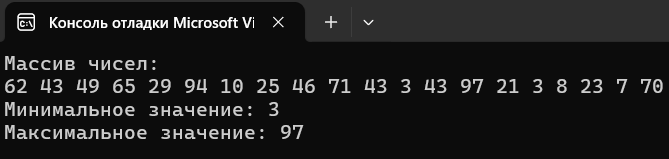 Консоль отладки Microsoft Vi
Массив чисел:
62 43 49 65 29 94 10 25 46 71 43 3 43 97 21 3 8 23 7 70
Минимальное значение: 3
Максимальное значение: 97